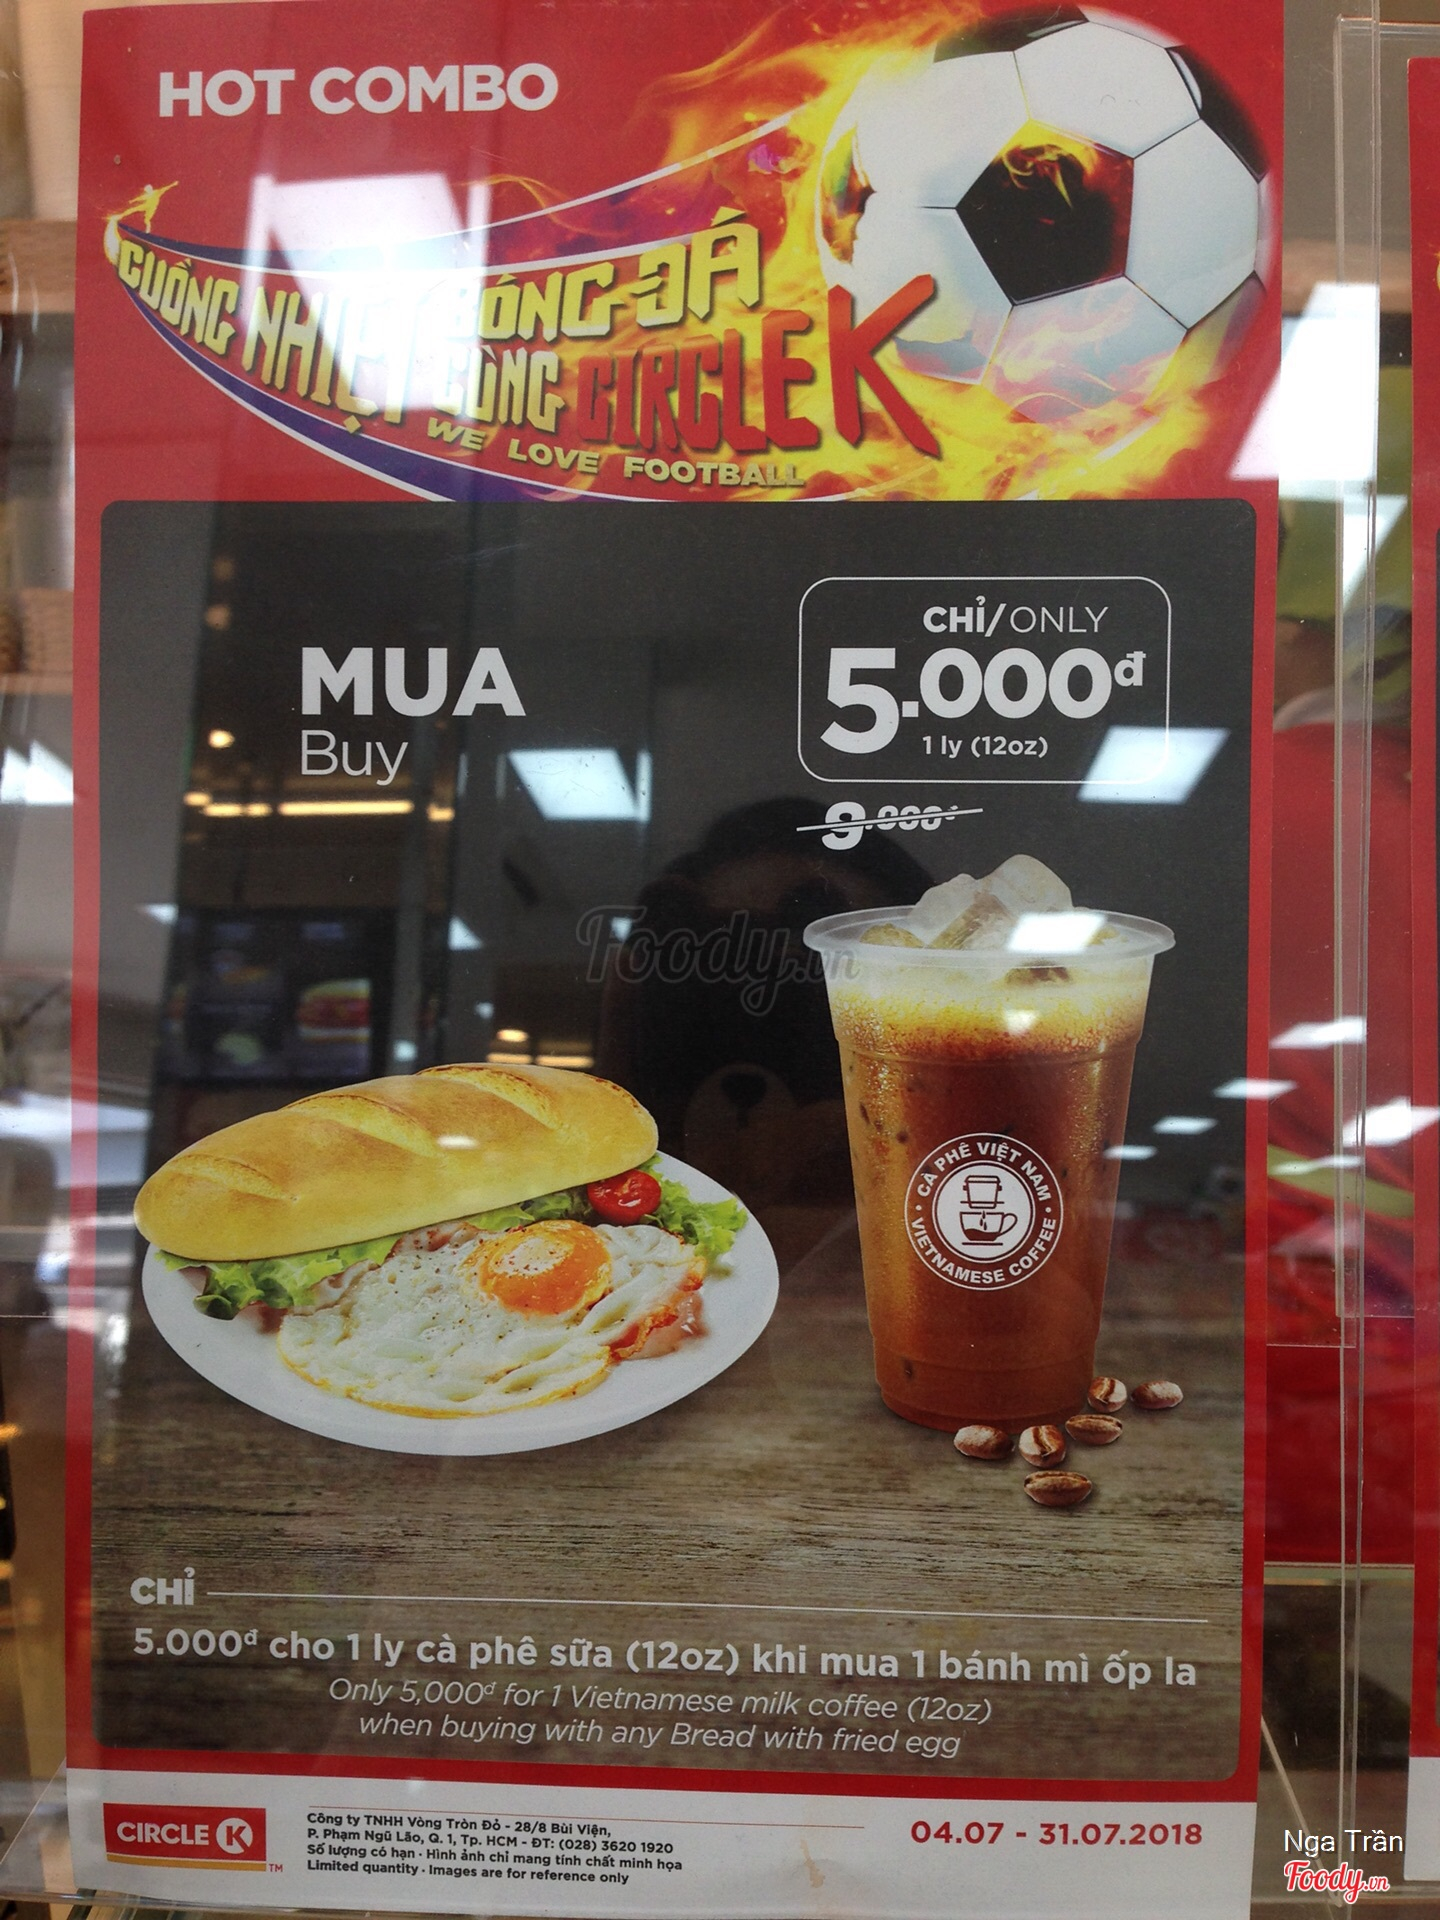 HOT COMBO
CUỒNG NHIỆT BÓNG ĐÁ
CÙNG CIRCLE K
WE LOVE FOOTBALL
MUA
Buy
CHỈ/ONLY
5.000đ
1 ly (12oz)
9.000đ
Foody.vn
CÀ PHÊ VIỆT NAM
VIETNAMESE COFFEE
CHỈ
5.000đ cho 1 ly cà phê sữa (12oz) khi mua 1 bánh mì ốp la
Only 5,000đ for 1 Vietnamese milk coffee (12oz)
when buying with any Bread with fried egg
CIRCLE K TM
Công ty TNHH Vòng Tròn Đỏ - 28/8 Bùi Viện,
P. Phạm Ngũ Lão, Q. 1, Tp. HCM - ĐT: (028) 3620 1920
Số lượng có hạn · Hình ảnh chỉ mang tính chất minh họa
Limited quantity · Images are for reference only
04.07 - 31.07.2018
Nga Trần
Foody.vn